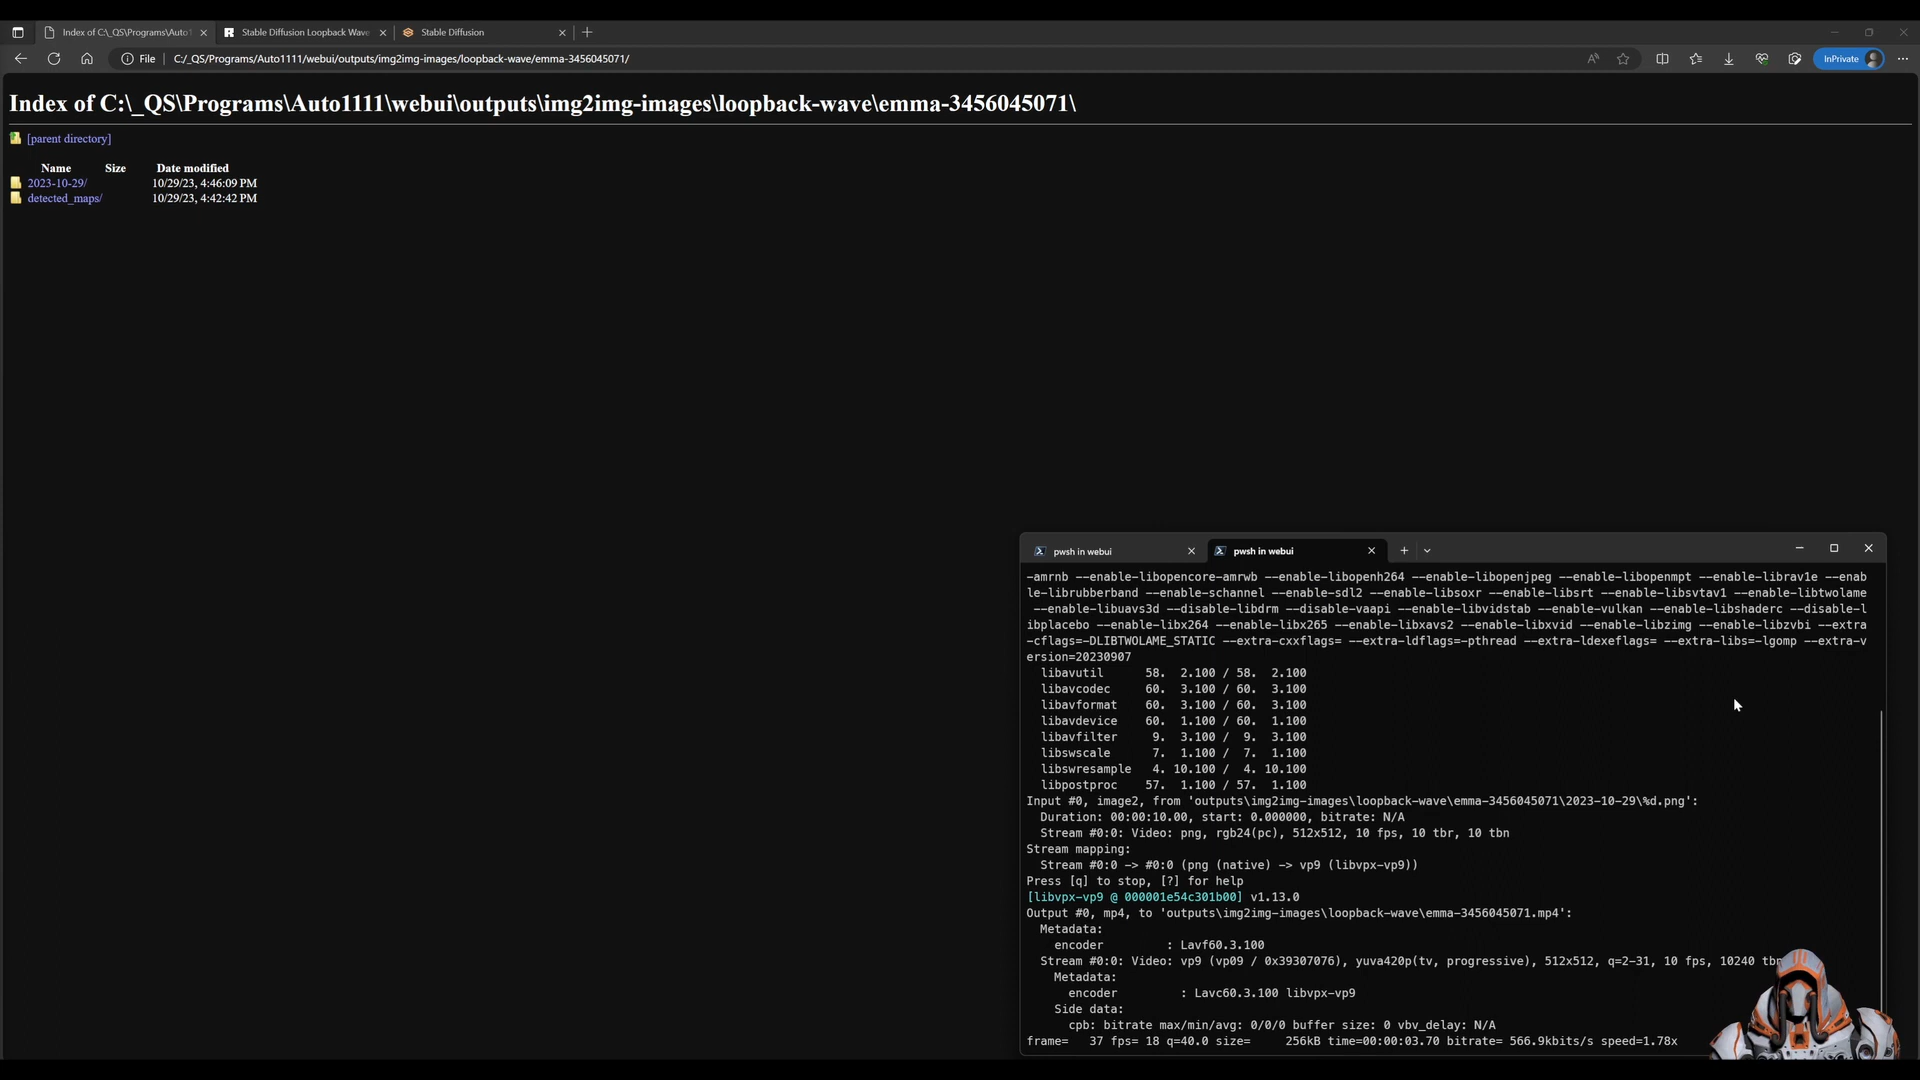 Index of C:\_QS\Programs\Auto1
Stable Diffusion Loopback Wave
Stable Diffusion
File
C:/_QS/Programs/Auto1111/webui/outputs/img2img-images/loopback-wave/emma-3456045071/
InPrivate
Index of C:\_QS\Programs\Auto1111\webui\outputs\img2img-images\loopback-wave\emma-3456045071\
[parent directory]
Name Size Date modified
2023-10-29/ 10/29/23, 4:46:09 PM
detected_maps/ 10/29/23, 4:42:42 PM
pwsh in webui
pwsh in webui
-amrnb --enable-libopencore-amrwb --enable-libopenh264 --enable-libopenjpeg --enable-libopenmpt --enable-librav1e --enab
le-librubberband --enable-schannel --enable-sdl2 --enable-libsoxr --enable-libsrt --enable-libsvtav1 --enable-libtwolame
--enable-libuavs3d --disable-libdrm --disable-vaapi --enable-libvidstab --enable-vulkan --enable-libshaderc --disable-l
ibplacebo --enable-libx264 --enable-libx265 --enable-libxavs2 --enable-libxvid --enable-libzimg --enable-libzvbi --extra
-cflags=-DLIBTWOLAME_STATIC --extra-cxxflags= --extra-ldflags=-pthread --extra-ldexeflags= --extra-libs=-lgomp --extra-v
ersion=20230907
libavutil 58. 2.100 / 58. 2.100
libavcodec 60. 3.100 / 60. 3.100
libavformat 60. 3.100 / 60. 3.100
libavdevice 60. 1.100 / 60. 1.100
libavfilter 9. 3.100 / 9. 3.100
libswscale 7. 1.100 / 7. 1.100
libswresample 4. 10.100 / 4. 10.100
libpostproc 57. 1.100 / 57. 1.100
Input #0, image2, from 'outputs\img2img-images\loopback-wave\emma-3456045071\2023-10-29\%d.png':
Duration: 00:00:10.00, start: 0.000000, bitrate: N/A
Stream #0:0: Video: png, rgb24(pc), 512x512, 10 fps, 10 tbr, 10 tbn
Stream mapping:
Stream #0:0 -> #0:0 (png (native) -> vp9 (libvpx-vp9))
Press [q] to stop, [?] for help
[libvpx-vp9 @ 000001e54c301b00] v1.13.0
Output #0, mp4, to 'outputs\img2img-images\loopback-wave\emma-3456045071.mp4':
Metadata:
encoder : Lavf60.3.100
Stream #0:0: Video: vp9 (vp09 / 0x39307076), yuva420p(tv, progressive), 512x512, q=2-31, 10 fps, 10240 tbn
Metadata:
encoder : Lavc60.3.100 libvpx-vp9
Side data:
cpb: bitrate max/min/avg: 0/0/0 buffer size: 0 vbv_delay: N/A
frame= 37 fps= 18 q=40.0 size= 256kB time=00:00:03.70 bitrate= 566.9kbits/s speed=1.78x